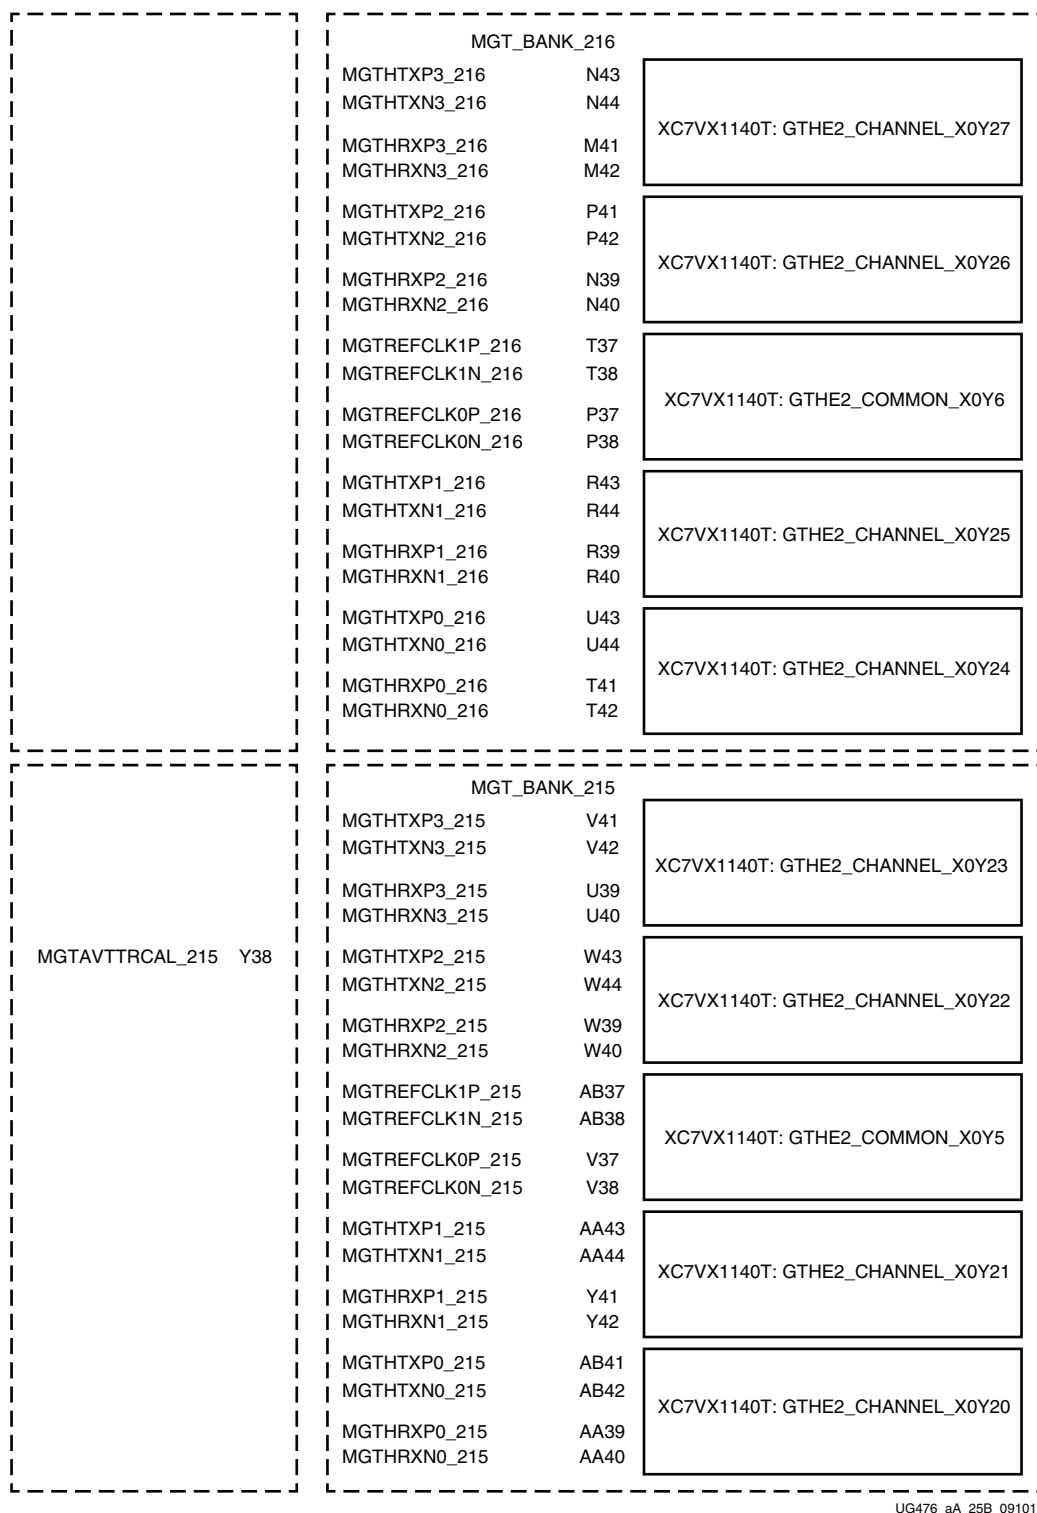 MGT_BANK_216
MGTHTXP3_216 N43
MGTHTXN3_216 N44
XC7VX1140T: GTHE2_CHANNEL_X0Y27
MGTHRXP3_216 M41
MGTHRXN3_216 M42
MGTHTXP2_216 P41
MGTHTXN2_216 P42
XC7VX1140T: GTHE2_CHANNEL_X0Y26
MGTHRXP2_216 N39
MGTHRXN2_216 N40
MGTREFCLK1P_216 T37
MGTREFCLK1N_216 T38
XC7VX1140T: GTHE2_COMMON_X0Y6
MGTREFCLK0P_216 P37
MGTREFCLK0N_216 P38
MGTHTXP1_216 R43
MGTHTXN1_216 R44
XC7VX1140T: GTHE2_CHANNEL_X0Y25
MGTHRXP1_216 R39
MGTHRXN1_216 R40
MGTHTXP0_216 U43
MGTHTXN0_216 U44
XC7VX1140T: GTHE2_CHANNEL_X0Y24
MGTHRXP0_216 T41
MGTHRXN0_216 T42
MGT_BANK_215
MGTHTXP3_215 V41
MGTHTXN3_215 V42
XC7VX1140T: GTHE2_CHANNEL_X0Y23
MGTHRXP3_215 U39
MGTHRXN3_215 U40
MGTAVTTRCAL_215 Y38
MGTHTXP2_215 W43
MGTHTXN2_215 W44
XC7VX1140T: GTHE2_CHANNEL_X0Y22
MGTHRXP2_215 W39
MGTHRXN2_215 W40
MGTREFCLK1P_215 AB37
MGTREFCLK1N_215 AB38
XC7VX1140T: GTHE2_COMMON_X0Y5
MGTREFCLK0P_215 V37
MGTREFCLK0N_215 V38
MGTHTXP1_215 AA43
MGTHTXN1_215 AA44
XC7VX1140T: GTHE2_CHANNEL_X0Y21
MGTHRXP1_215 Y41
MGTHRXN1_215 Y42
MGTHTXP0_215 AB41
MGTHTXN0_215 AB42
XC7VX1140T: GTHE2_CHANNEL_X0Y20
MGTHRXP0_215 AA39
MGTHRXN0_215 AA40
UG476_aA_25B_09101